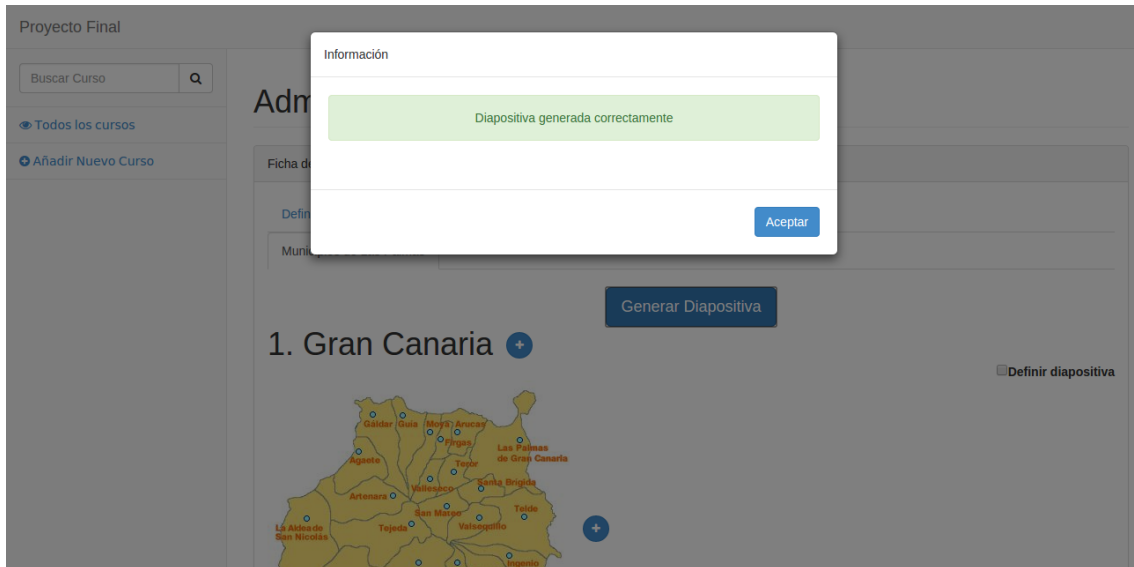 Proyecto Final
Información
Buscar Curso
Diapositiva generada correctamente
Adm
Todos los cursos
Añadir Nuevo Curso
Ficha de
Aceptar
Defin
Generar Diapositiva
1. Gran Canaria
Definir diapositiva
Gáldar Guía Moya Arucas
Firgas
Las Palmas
de Gran Canaria
Agaete
Teror
Valleseco
Santa Brígida
Artenara
San Mateo
Telde
La Aldea de
San Nicolás
Tejeda
Valsequillo
Ingenio